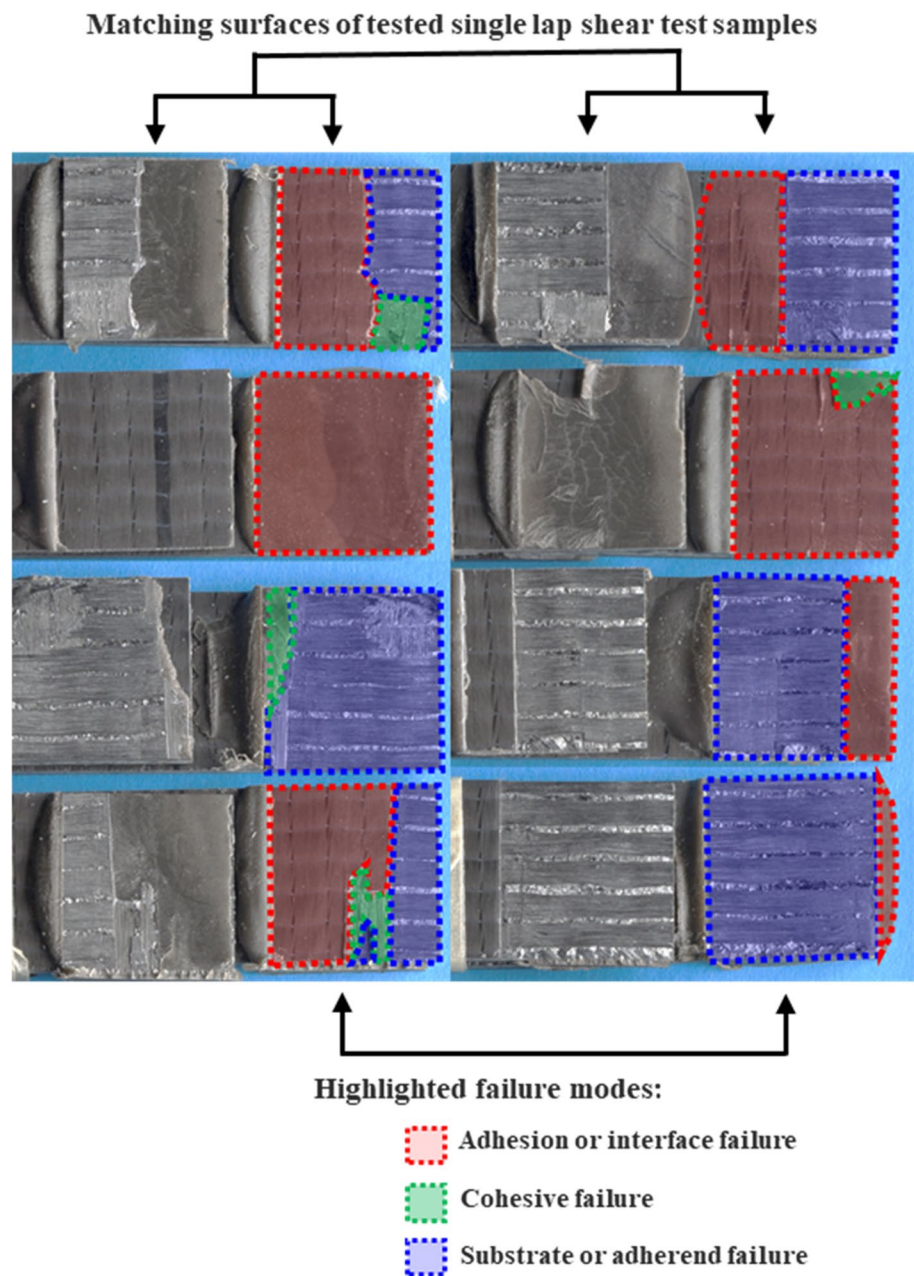 Matching surfaces of tested single lap shear test samples
Highlighted failure modes:
Adhesion or interface failure
Cohesive failure
Substrate or adherend failure